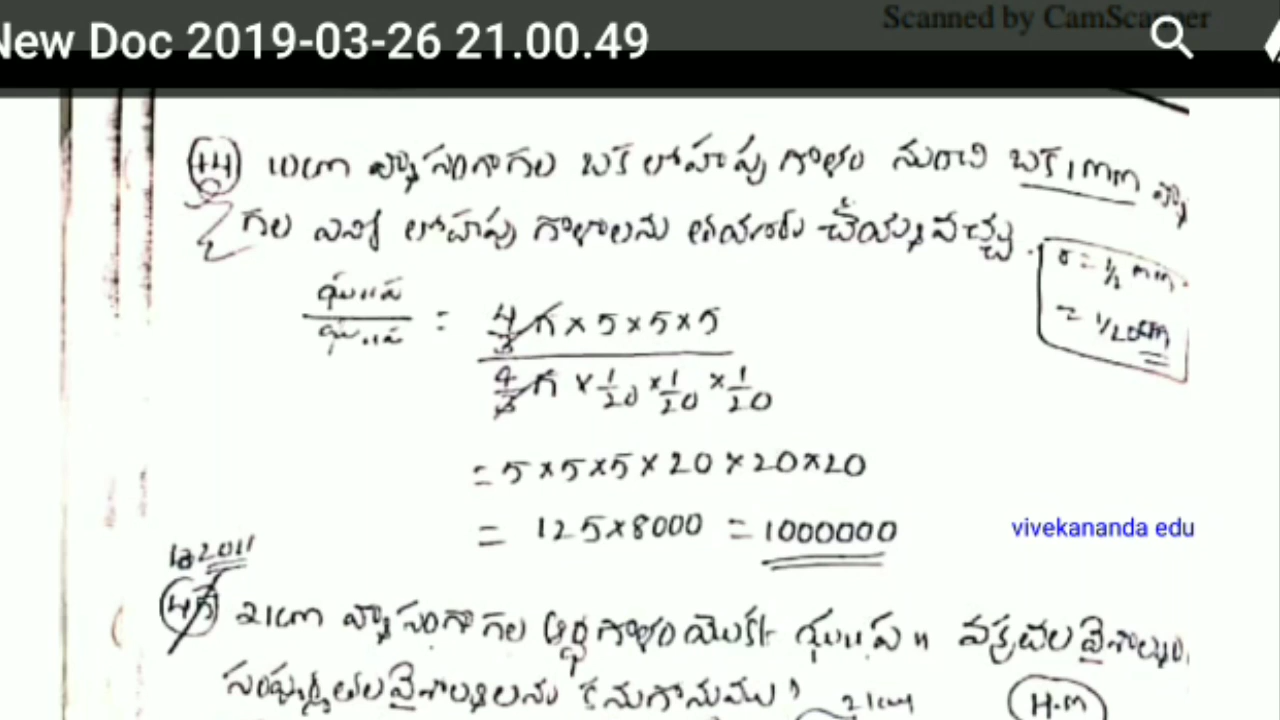 Scanned by CamScanner
New Doc 2019-03-26 21.00.49
44 10cm వ్యాసంగాగల ఒక లోహపు గోళం నుండి ఒక 1mm
గల ఎన్ని లోహపు గోళాలను తయారు చేయ్యవచ్చు.
r = 1/2 mm
= 1/20 cm
ఘ॥ప / ఘ॥ప = 4/3 π × 5 × 5 × 5 / 4/3 π × 1/20 × 1/20 × 1/20
= 5 × 5 × 5 × 20 × 20 × 20
= 125 × 8000 = 1000000
vivekananda edu
2011
45 21cm వ్యాసంగాగల అర్ధగోళం యొక్క ఘ॥ప॥ వక్రతల వైశాల్యం,
సంపూర్ణతల వైశాల్యలను కనుగొనుము?
21cm
H.M